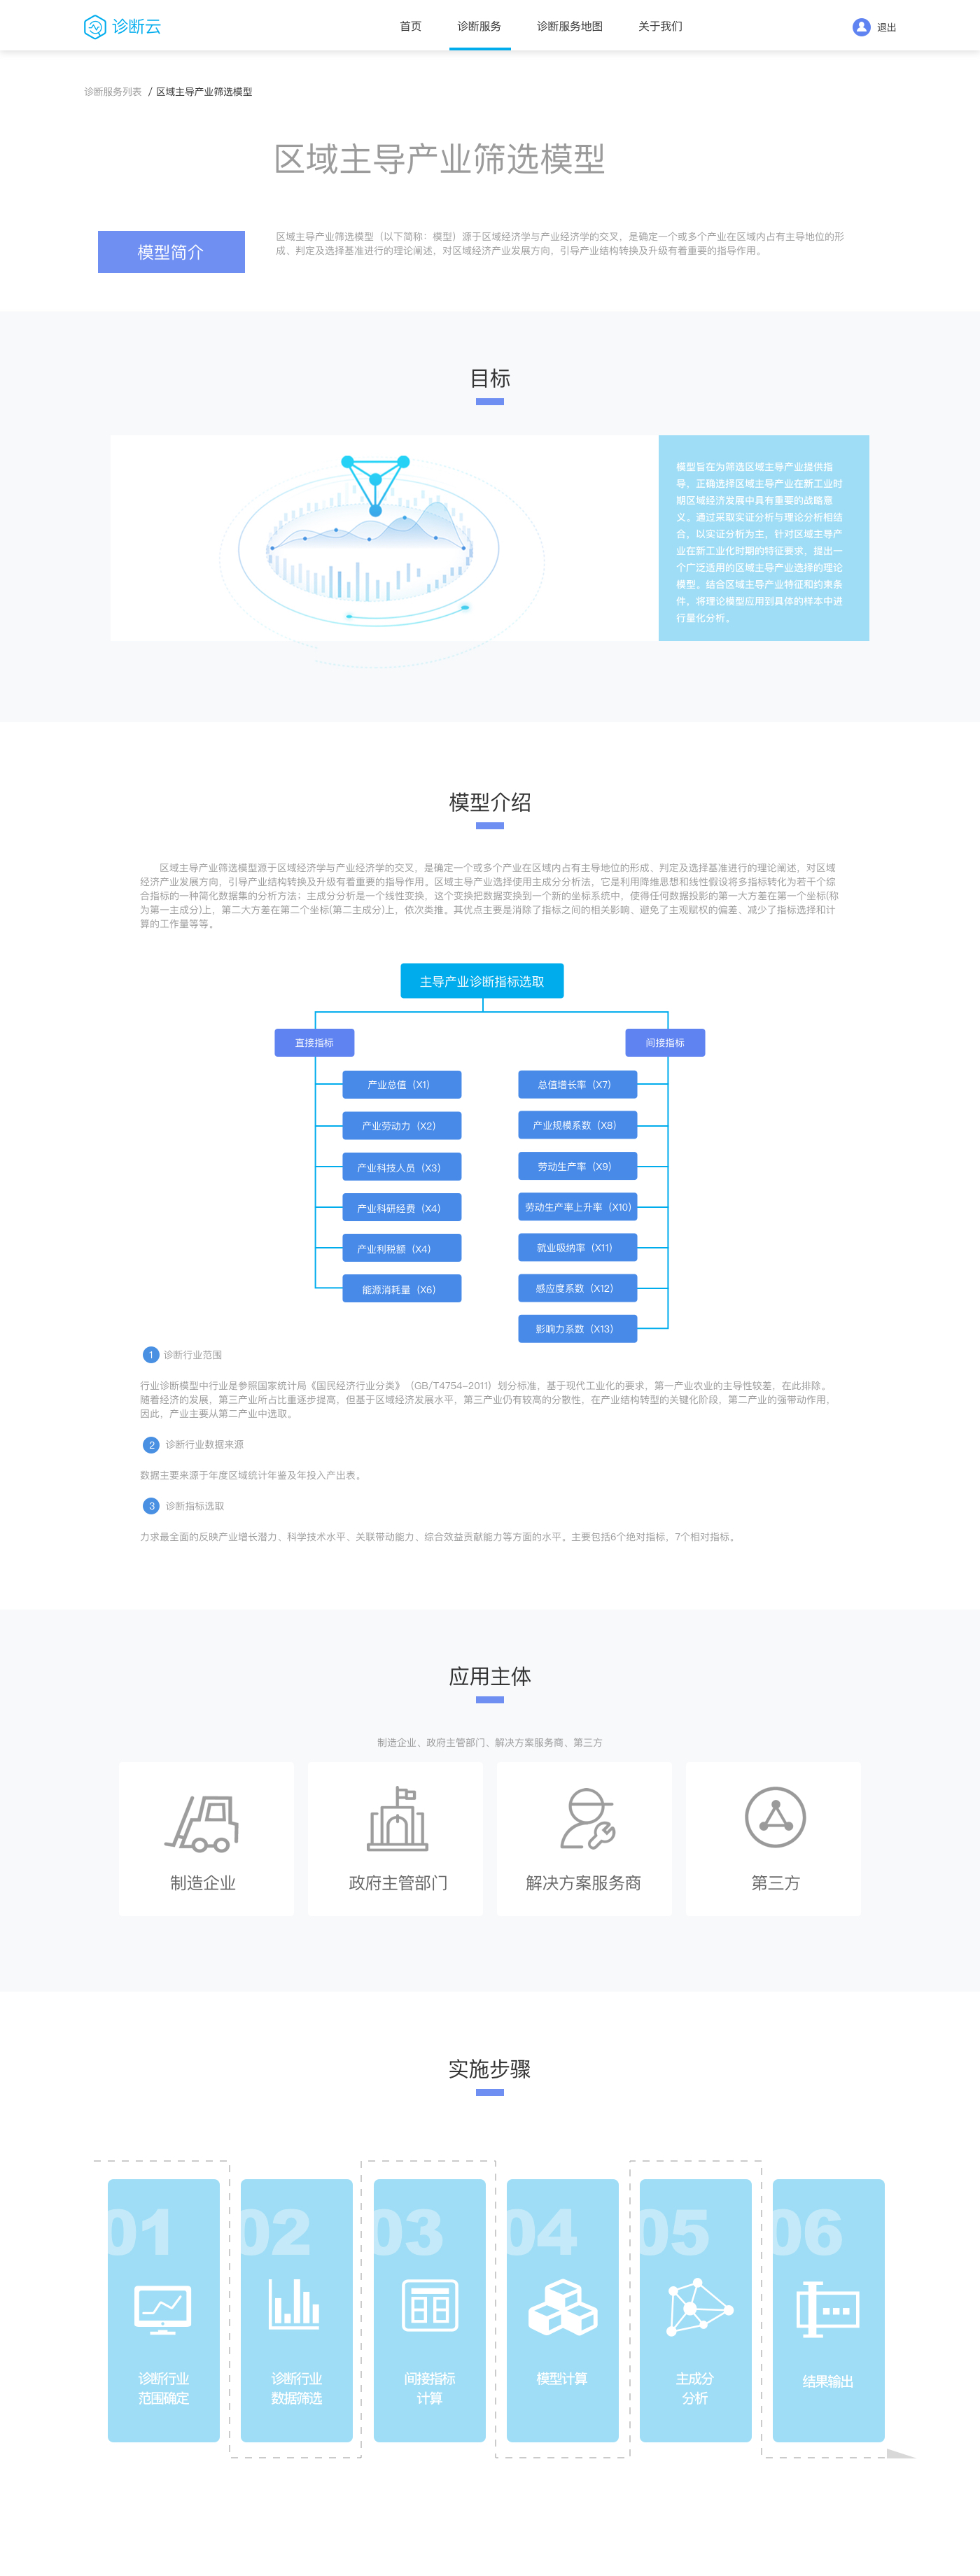 诊断云
首页
诊断服务
诊断服务地图
关于我们
退出
诊断服务列表 / 区域主导产业筛选模型
区域主导产业筛选模型
模型简介
区域主导产业筛选模型（以下简称：模型）源于区域经济学与产业经济学的交叉，是确定一个或多个产业在区域内占有主导地位的形
成、判定及选择基准进行的理论阐述，对区域经济产业发展方向，引导产业结构转换及升级有着重要的指导作用。
目标
模型旨在为筛选区域主导产业提供指
导，正确选择区域主导产业在新工业时
期区域经济发展中具有重要的战略意
义。通过采取实证分析与理论分析相结
合，以实证分析为主，针对区域主导产
业在新工业化时期的特征要求，提出一
个广泛适用的区域主导产业选择的理论
模型。结合区域主导产业特征和约束条
件，将理论模型应用到具体的样本中进
行量化分析。
模型介绍
区域主导产业筛选模型源于区域经济学与产业经济学的交叉，是确定一个或多个产业在区域内占有主导地位的形成、判定及选择基准进行的理论阐述，对区域
经济产业发展方向，引导产业结构转换及升级有着重要的指导作用。区域主导产业选择使用主成分分析法，它是利用降维思想和线性假设将多指标转化为若干个综
合指标的一种简化数据集的分析方法；主成分分析是一个线性变换，这个变换把数据变换到一个新的坐标系统中，使得任何数据投影的第一大方差在第一个坐标(称
为第一主成分)上，第二大方差在第二个坐标(第二主成分)上，依次类推。其优点主要是消除了指标之间的相关影响、避免了主观赋权的偏差、减少了指标选择和计
算的工作量等等。
主导产业诊断指标选取
直接指标
间接指标
产业总值（X1）
总值增长率（X7）
产业劳动力（X2）
产业规模系数（X8）
产业科技人员（X3）
劳动生产率（X9）
产业科研经费（X4）
劳动生产率上升率（X10）
产业利税额（X4）
就业吸纳率（X11）
能源消耗量（X6）
感应度系数（X12）
影响力系数（X13）
1 诊断行业范围
行业诊断模型中行业是参照国家统计局《国民经济行业分类》（GB/T4754-2011）划分标准，基于现代工业化的要求，第一产业农业的主导性较差，在此排除。
随着经济的发展，第三产业所占比重逐步提高，但基于区域经济发展水平，第三产业仍有较高的分散性，在产业结构转型的关键化阶段，第二产业的强带动作用，
因此，产业主要从第二产业中选取。
2 诊断行业数据来源
数据主要来源于年度区域统计年鉴及年投入产出表。
3 诊断指标选取
力求最全面的反映产业增长潜力、科学技术水平、关联带动能力、综合效益贡献能力等方面的水平。主要包括6个绝对指标，7个相对指标。
应用主体
制造企业、政府主管部门、解决方案服务商、第三方
制造企业
政府主管部门
解决方案服务商
第三方
实施步骤
01
02
03
04
05
06
诊断行业
范围确定
诊断行业
数据筛选
间接指标
计算
模型计算
主成分
分析
结果输出